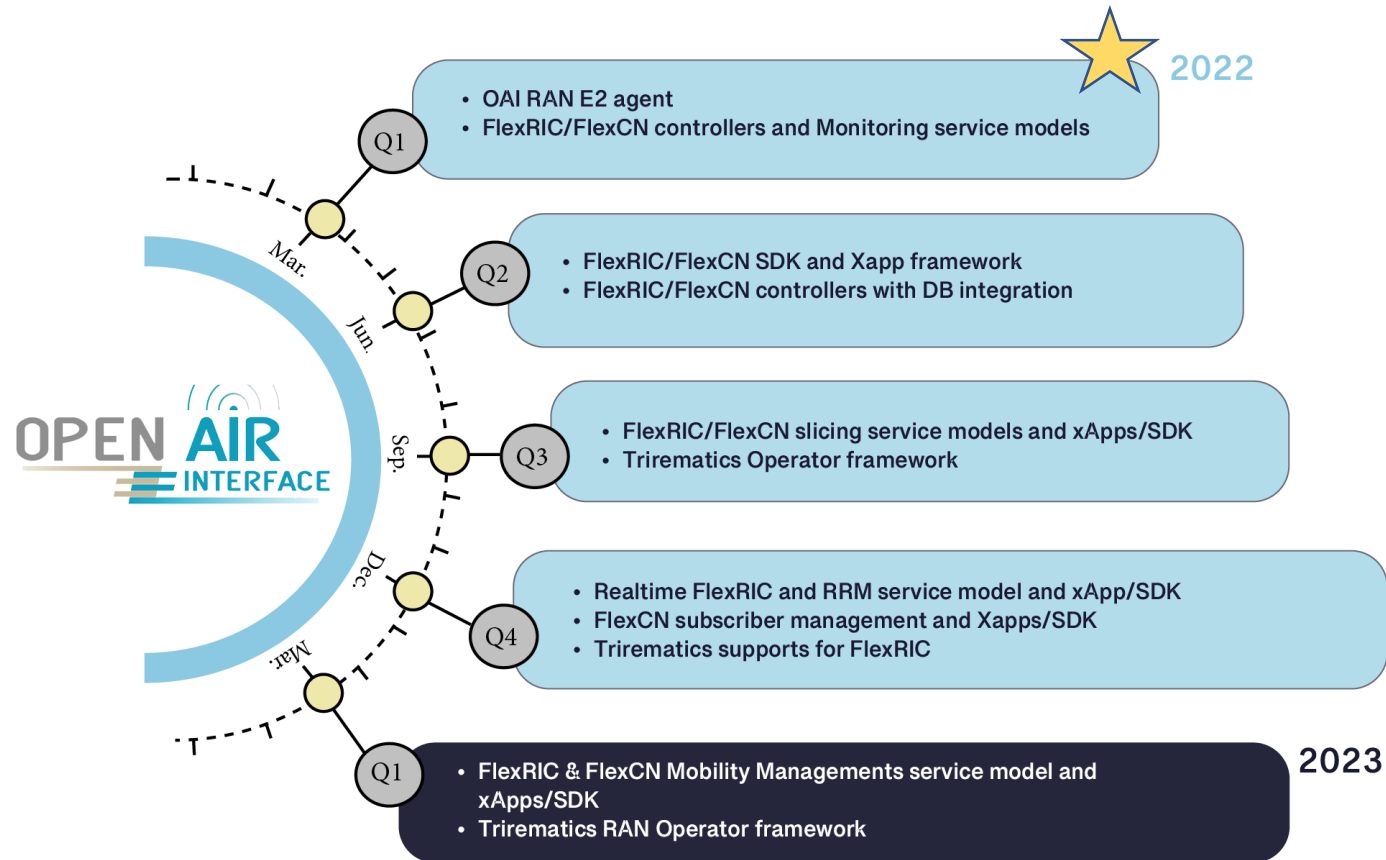 2022
Q1
• OAI RAN E2 agent
• FlexRIC/FlexCN controllers and Monitoring service models
Mar.
Q2
• FlexRIC/FlexCN SDK and Xapp framework
• FlexRIC/FlexCN controllers with DB integration
Jun.
OPEN AIR
INTERFACE
Sep.
Q3
• FlexRIC/FlexCN slicing service models and xApps/SDK
• Trirematics Operator framework
Dec.
Q4
• Realtime FlexRIC and RRM service model and xApp/SDK
• FlexCN subscriber management and Xapps/SDK
• Trirematics supports for FlexRIC
Mar.
2023
Q1
• FlexRIC & FlexCN Mobility Managements service model and
xApps/SDK
• Trirematics RAN Operator framework